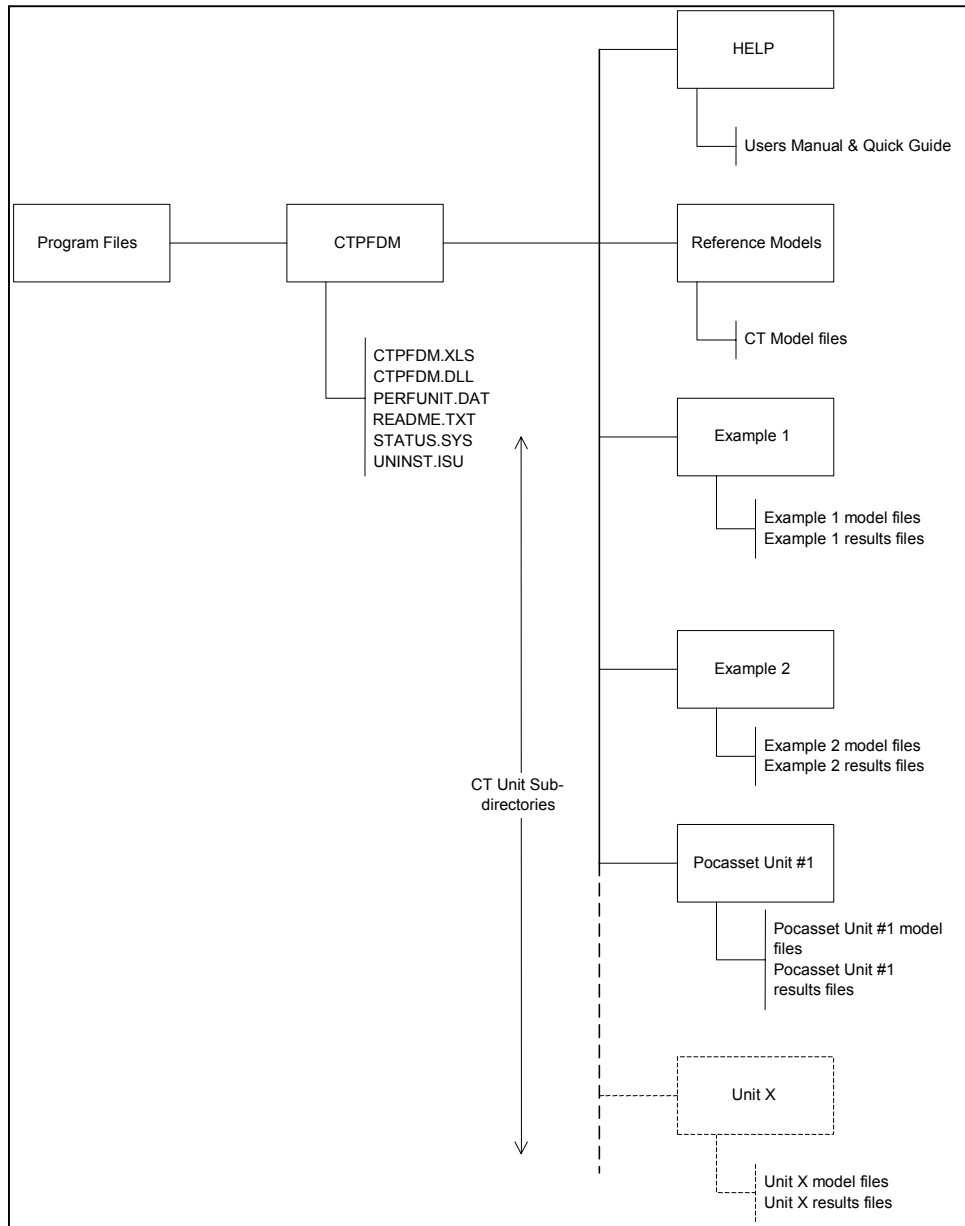 HELP
Users Manual & Quick Guide
Program Files
CTPFDM
Reference Models
CT Model files
CTPFDM.XLS
CTPFDM.DLL
PERFUNIT.DAT
README.TXT
STATUS.SYS
UNINST.ISU
Example 1
Example 1 model files
Example 1 results files
Example 2
Example 2 model files
Example 2 results files
CT Unit Sub-
directories
Pocasset Unit #1
Pocasset Unit #1 model
files
Pocasset Unit #1
results files
Unit X
Unit X model files
Unit X results files